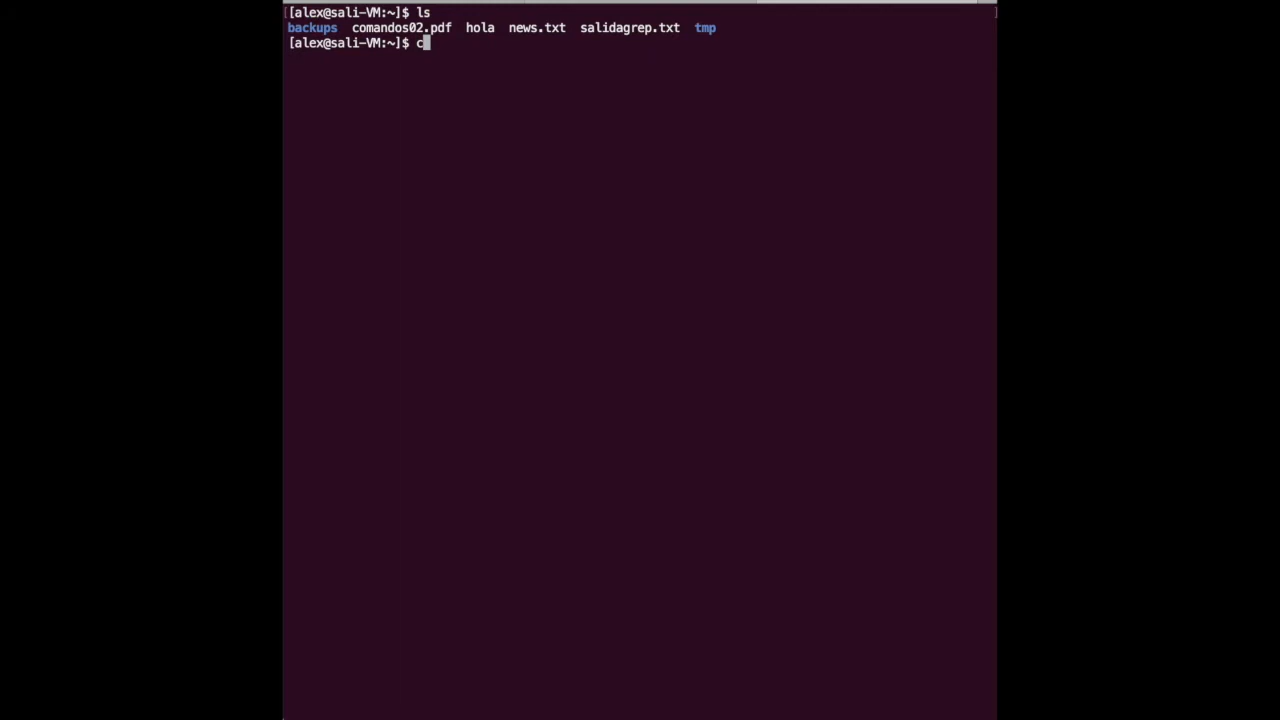 [alex@sali-VM:~]$ ls
backups  comandos02.pdf  hola  news.txt  salidagrep.txt  tmp
[alex@sali-VM:~]$ c